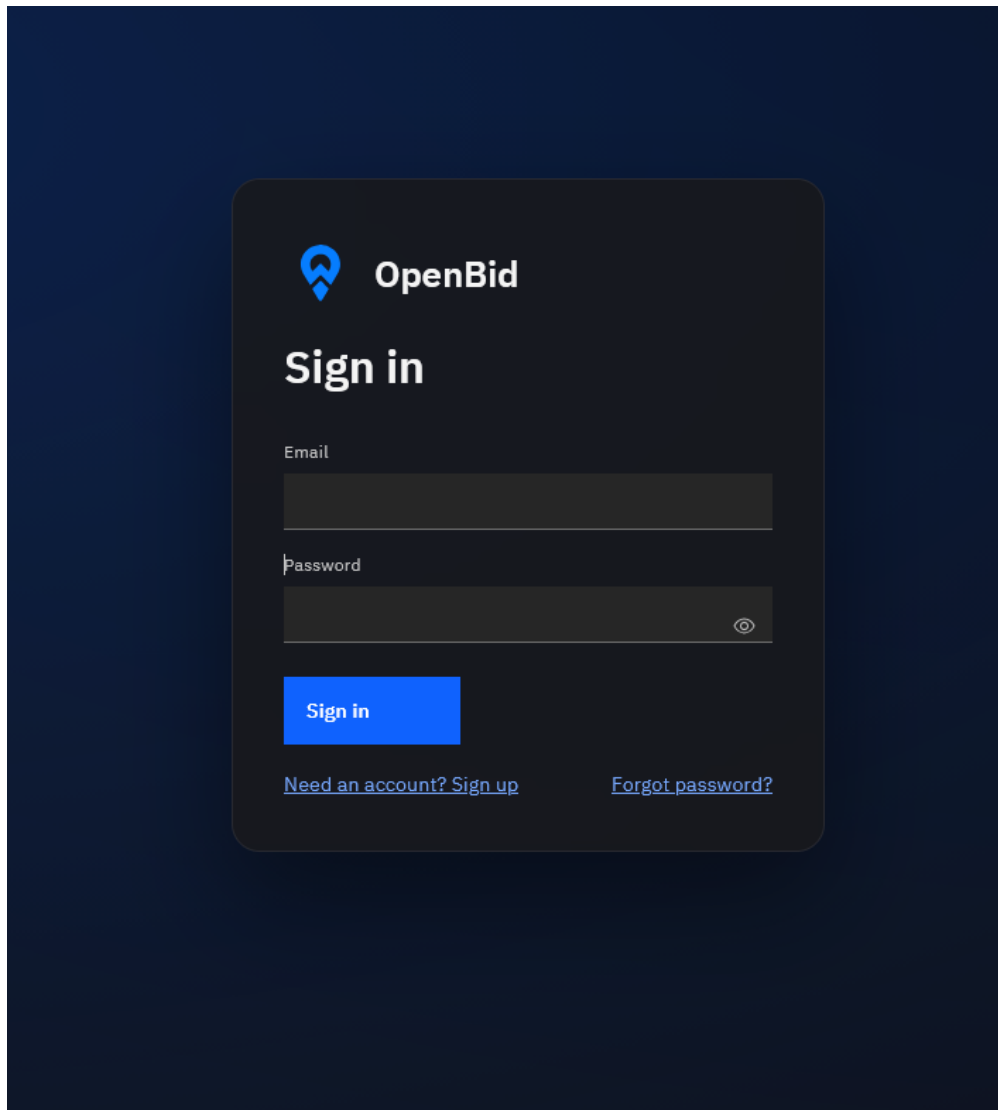 OpenBid
Sign in
Email
Password
Sign in
Need an account? Sign up
Forgot password?